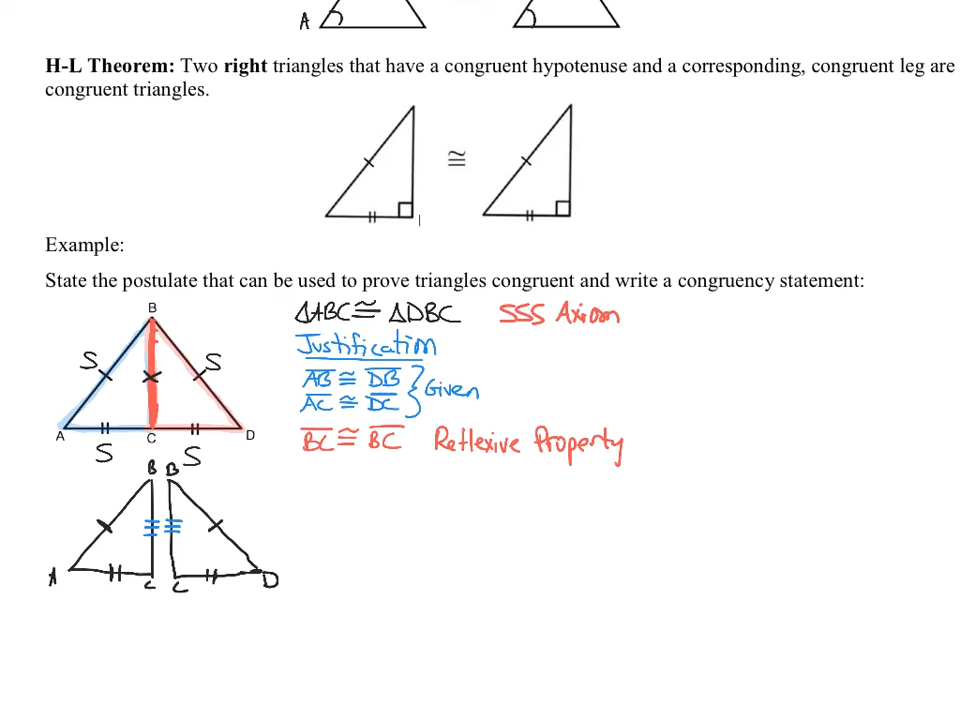 A
H-L Theorem: Two right triangles that have a congruent hypotenuse and a corresponding, congruent leg are
congruent triangles.
≅
Example:
State the postulate that can be used to prove triangles congruent and write a congruency statement:
B
S
S
A
C
D
S
S
△ABC ≅ △DBC SSS Axiom
Justification
AB ≅ DB
AC ≅ DC } Given
BC ≅ BC Reflexive Property
B B
A
C C
D